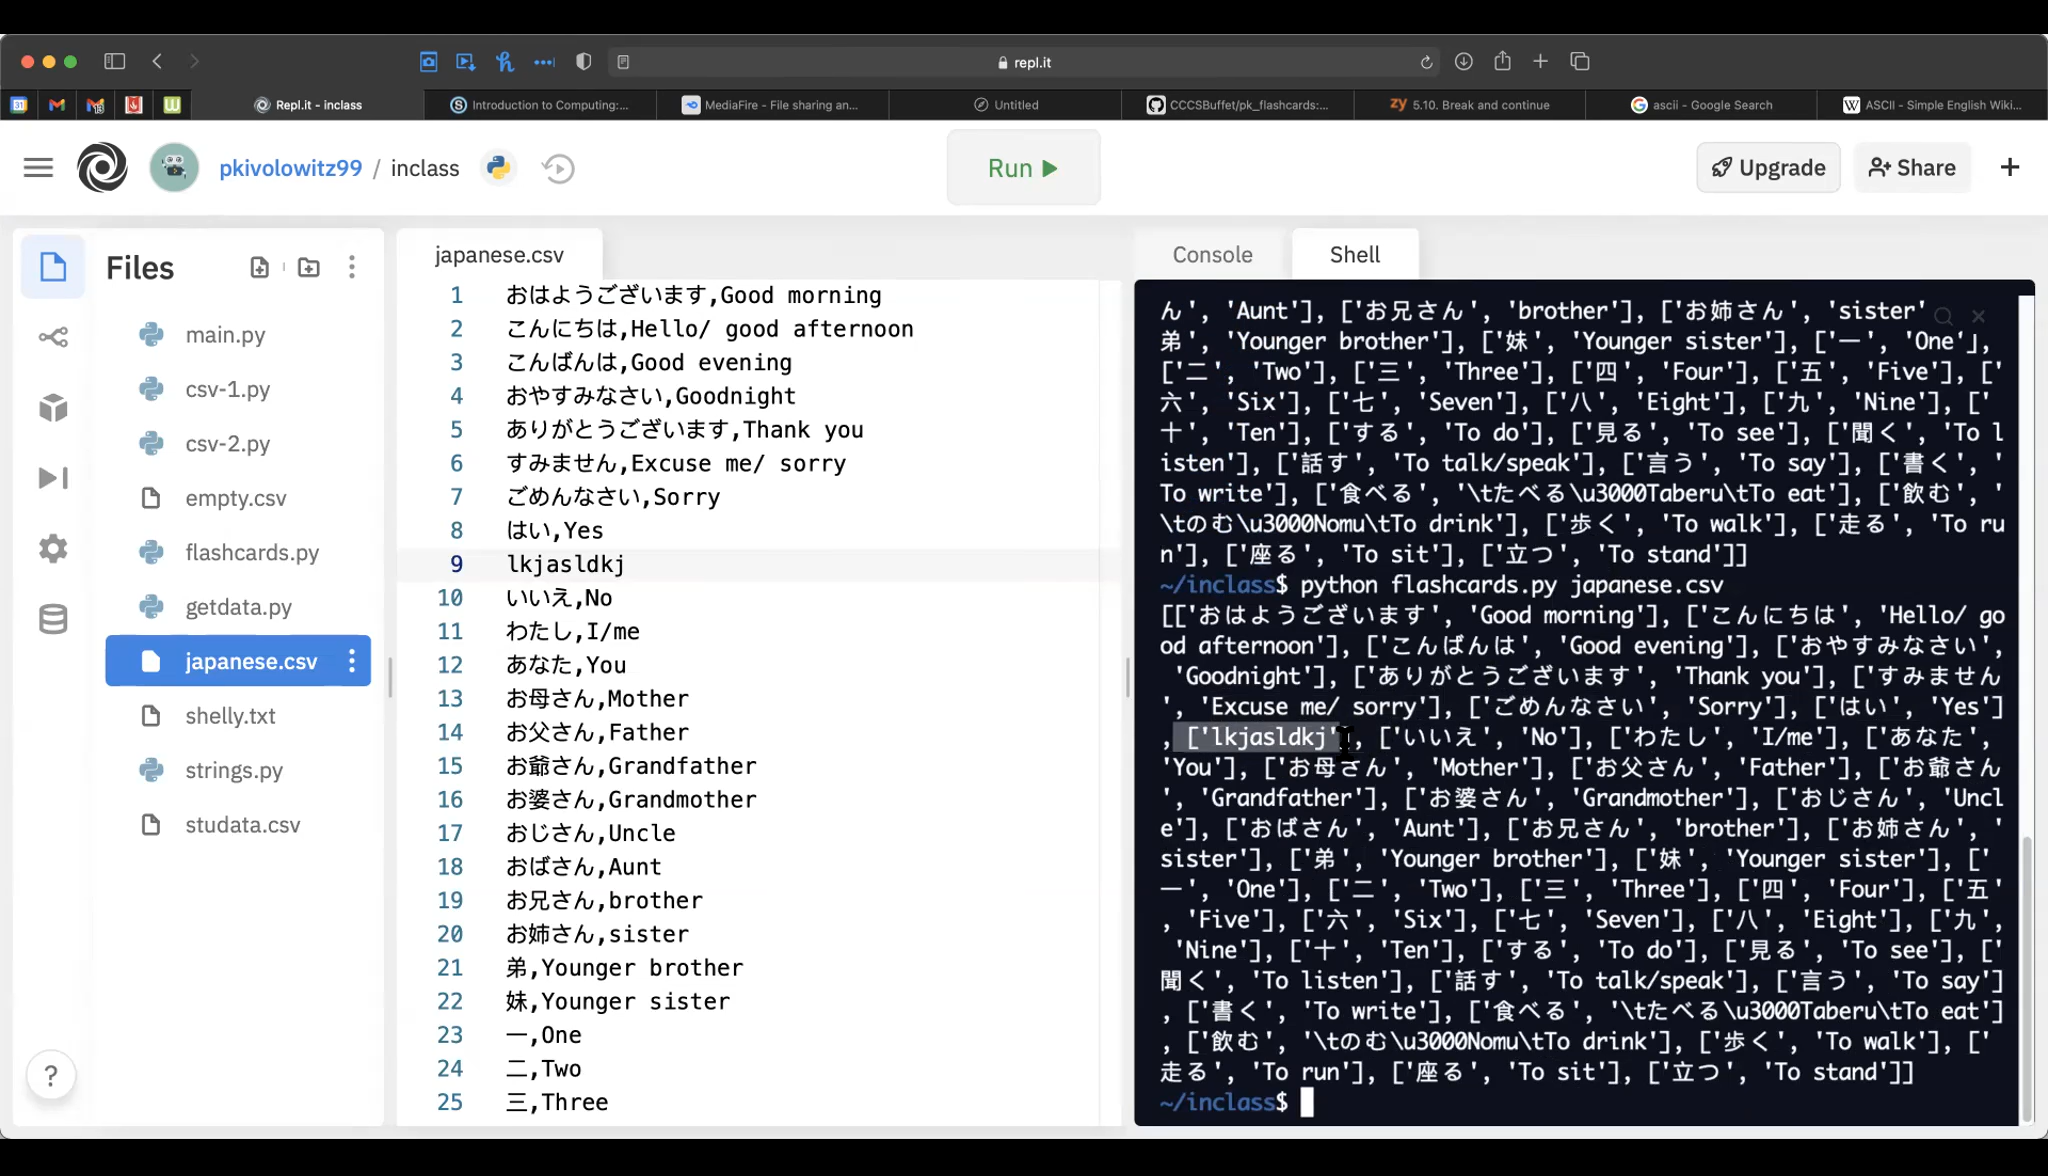 repl.it
31
Repl.it - inclass
Introduction to Computing:...
MediaFire - File sharing an...
Untitled
CCCSBuffet/pk_flashcards:...
zy 5.10. Break and continue
ascii - Google Search
W ASCII - Simple English Wiki...
pkivolowitz99 / inclass
Run
Upgrade
Share
Files
main.py
csv-1.py
csv-2.py
empty.csv
flashcards.py
getdata.py
japanese.csv
shelly.txt
strings.py
studata.csv
?
japanese.csv
1 おはようございます,Good morning
2 こんにちは,Hello/ good afternoon
3 こんばんは,Good evening
4 おやすみなさい,Goodnight
5 ありがとうございます,Thank you
6 すみません,Excuse me/ sorry
7 ごめんなさい,Sorry
8 はい,Yes
9 lkjasldkj
10 いいえ,No
11 わたし,I/me
12 あなた,You
13 お母さん,Mother
14 お父さん,Father
15 お爺さん,Grandfather
16 お婆さん,Grandmother
17 おじさん,Uncle
18 おばさん,Aunt
19 お兄さん,brother
20 お姉さん,sister
21 弟,Younger brother
22 妹,Younger sister
23 一,One
24 二,Two
25 三,Three
Console
Shell
ん', 'Aunt'], ['お兄さん', 'brother'], ['お姉さん', 'sister'
弟', 'Younger brother'], ['妹', 'Younger sister'], ['一', 'One'],
['二', 'Two'], ['三', 'Three'], ['四', 'Four'], ['五', 'Five'], ['
六', 'Six'], ['七', 'Seven'], ['八', 'Eight'], ['九', 'Nine'], ['
十', 'Ten'], ['する', 'To do'], ['見る', 'To see'], ['聞く', 'To l
isten'], ['話す', 'To talk/speak'], ['言う', 'To say'], ['書く', '
To write'], ['食べる', '\tたべる\u3000Taberu\tTo eat'], ['飲む', '
\tのむ\u3000Nomu\tTo drink'], ['歩く', 'To walk'], ['走る', 'To ru
n'], ['座る', 'To sit'], ['立つ', 'To stand']]
~/inclass$ python flashcards.py japanese.csv
[['おはようございます', 'Good morning'], ['こんにちは', 'Hello/ go
od afternoon'], ['こんばんは', 'Good evening'], ['おやすみなさい',
'Goodnight'], ['ありがとうございます', 'Thank you'], ['すみません
', 'Excuse me/ sorry'], ['ごめんなさい', 'Sorry'], ['はい', 'Yes']
, ['lkjasldkj'], ['いいえ', 'No'], ['わたし', 'I/me'], ['あなた',
'You'], ['お母さん', 'Mother'], ['お父さん', 'Father'], ['お爺さん
', 'Grandfather'], ['お婆さん', 'Grandmother'], ['おじさん', 'Uncl
e'], ['おばさん', 'Aunt'], ['お兄さん', 'brother'], ['お姉さん', '
sister'], ['弟', 'Younger brother'], ['妹', 'Younger sister'], ['
一', 'One'], ['二', 'Two'], ['三', 'Three'], ['四', 'Four'], ['五'
, 'Five'], ['六', 'Six'], ['七', 'Seven'], ['八', 'Eight'], ['九',
'Nine'], ['十', 'Ten'], ['する', 'To do'], ['見る', 'To see'], ['
聞く', 'To listen'], ['話す', 'To talk/speak'], ['言う', 'To say']
, ['書く', 'To write'], ['食べる', '\tたべる\u3000Taberu\tTo eat']
, ['飲む', '\tのむ\u3000Nomu\tTo drink'], ['歩く', 'To walk'], ['
走る', 'To run'], ['座る', 'To sit'], ['立つ', 'To stand']]
~/inclass$